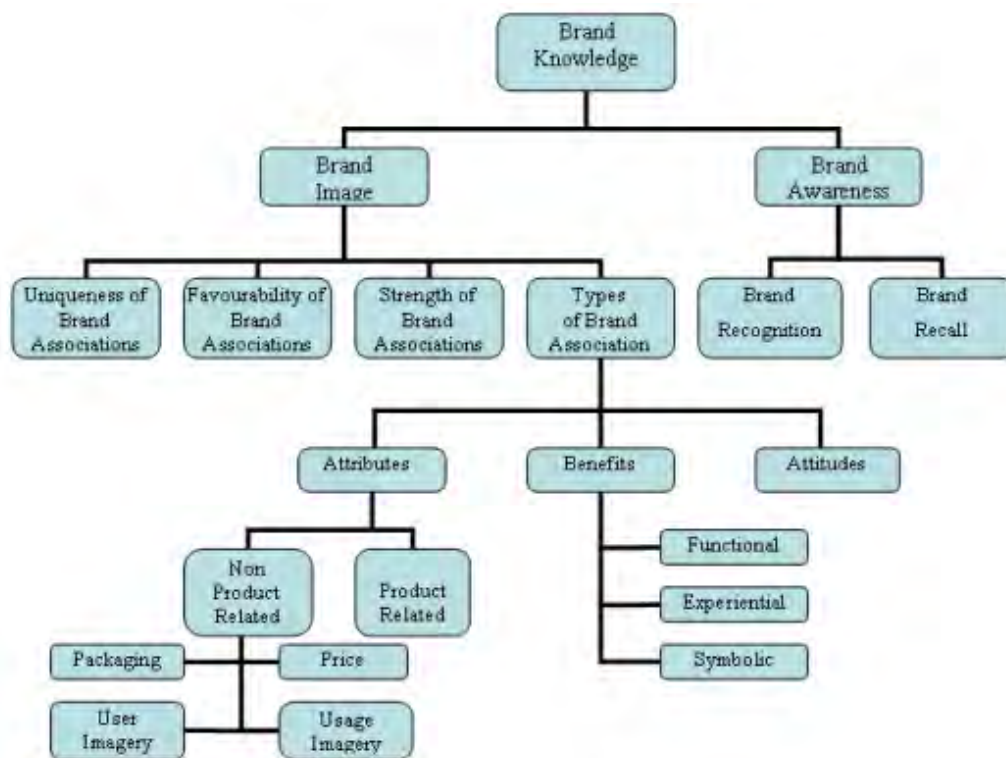 Brand
Knowledge
Brand
Image
Brand
Awareness
Uniqueness of
Brand
Associations
Favourability of
Brand
Associations
Strength of
Brand
Associations
Types
of Brand
Association
Brand
Recognition
Brand
Recall
Attributes
Benefits
Attitudes
Non
Product
Related
Product
Related
Functional
Experiential
Symbolic
Packaging
Price
User
Imagery
Usage
Imagery